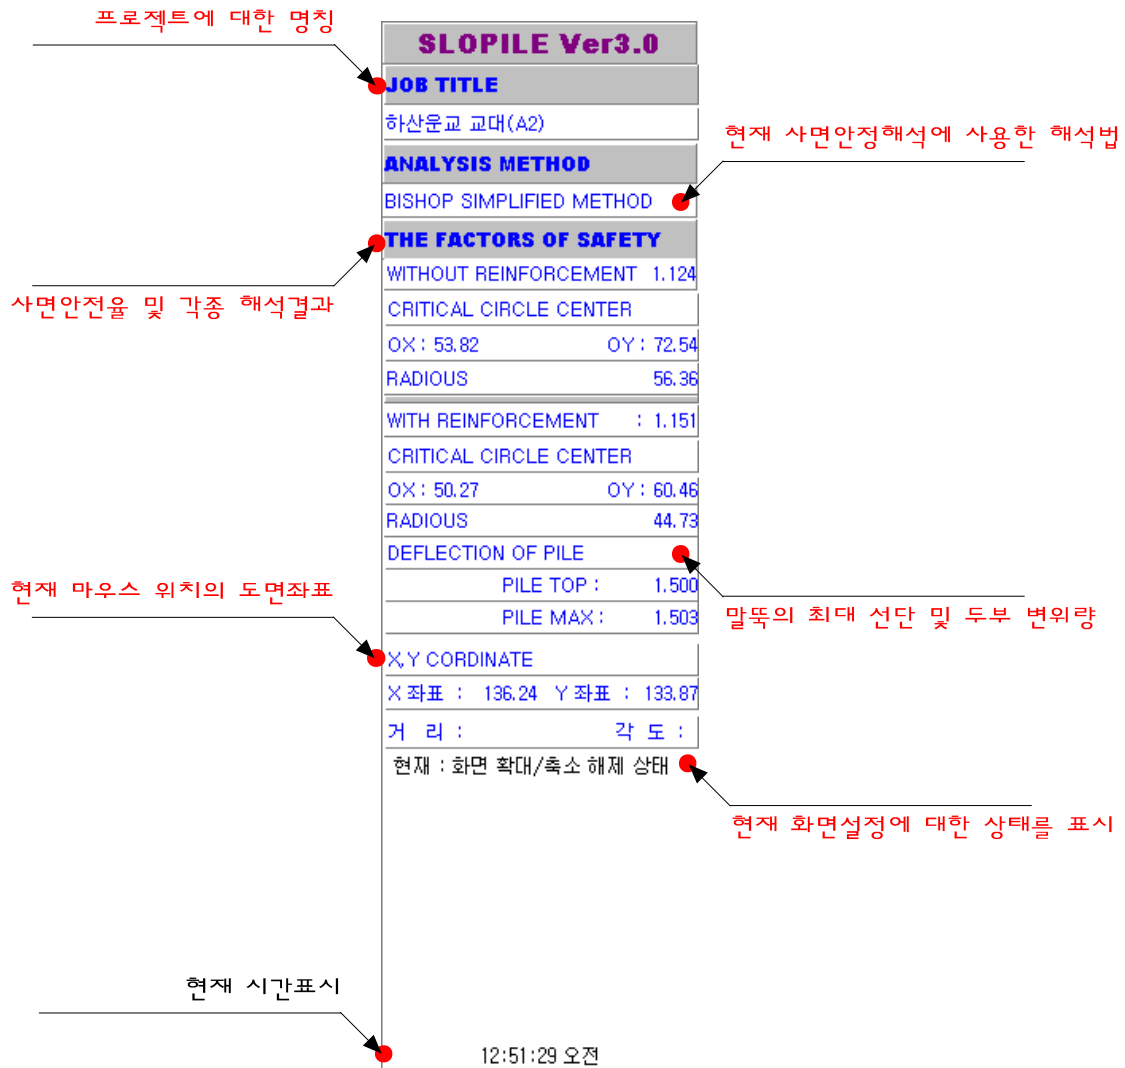 프로젝트에 대한 명칭
SLOPILE Ver3.0
JOB TITLE
하산운교 교대(A2)
현재 사면안정해석에 사용한 해석법
ANALYSIS METHOD
BISHOP SIMPLIFIED METHOD
THE FACTORS OF SAFETY
WITHOUT REINFORCEMENT 1.124
사면안전율 및 각종 해석결과
CRITICAL CIRCLE CENTER
OX : 53.82 OY : 72.54
RADIOUS 56.36
WITH REINFORCEMENT : 1.151
CRITICAL CIRCLE CENTER
OX : 50.27 OY : 60.46
RADIOUS 44.73
DEFLECTION OF PILE
PILE TOP : 1.500
현재 마우스 위치의 도면좌표
PILE MAX : 1.503
말뚝의 최대 선단 및 두부 변위량
X,Y CORDINATE
X 좌표 : 136.24 Y 좌표 : 133.87
거 리 : 각 도 :
현재 : 화면 확대/축소 해제 상태
현재 화면설정에 대한 상태를 표시
현재 시간표시
12:51:29 오전